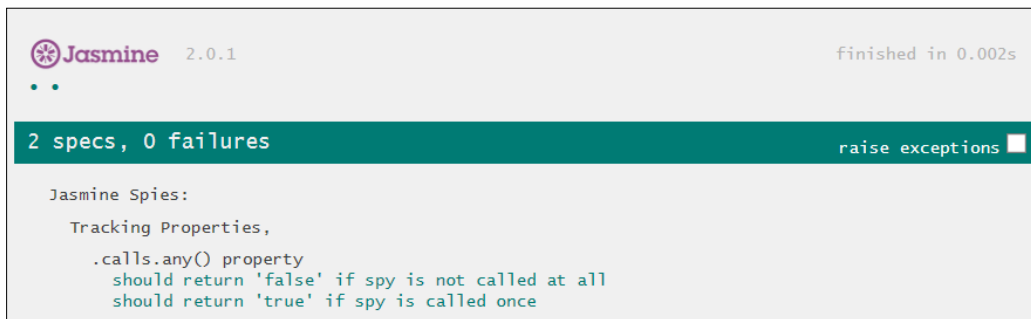 Jasmine 2.0.1 finished in 0.002s
2 specs, 0 failures raise exceptions
Jasmine Spies:
Tracking Properties,
.calls.any() property
should return 'false' if spy is not called at all
should return 'true' if spy is called once